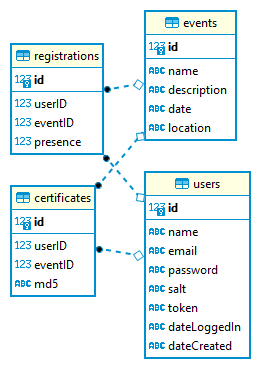 registrations
123 id
123 userID
123 eventID
123 presence
events
123 id
ABC name
ABC description
ABC date
ABC location
certificates
123 id
123 userID
123 eventID
ABC md5
users
123 id
ABC name
ABC email
ABC password
ABC salt
ABC token
ABC dateLoggedIn
ABC dateCreated